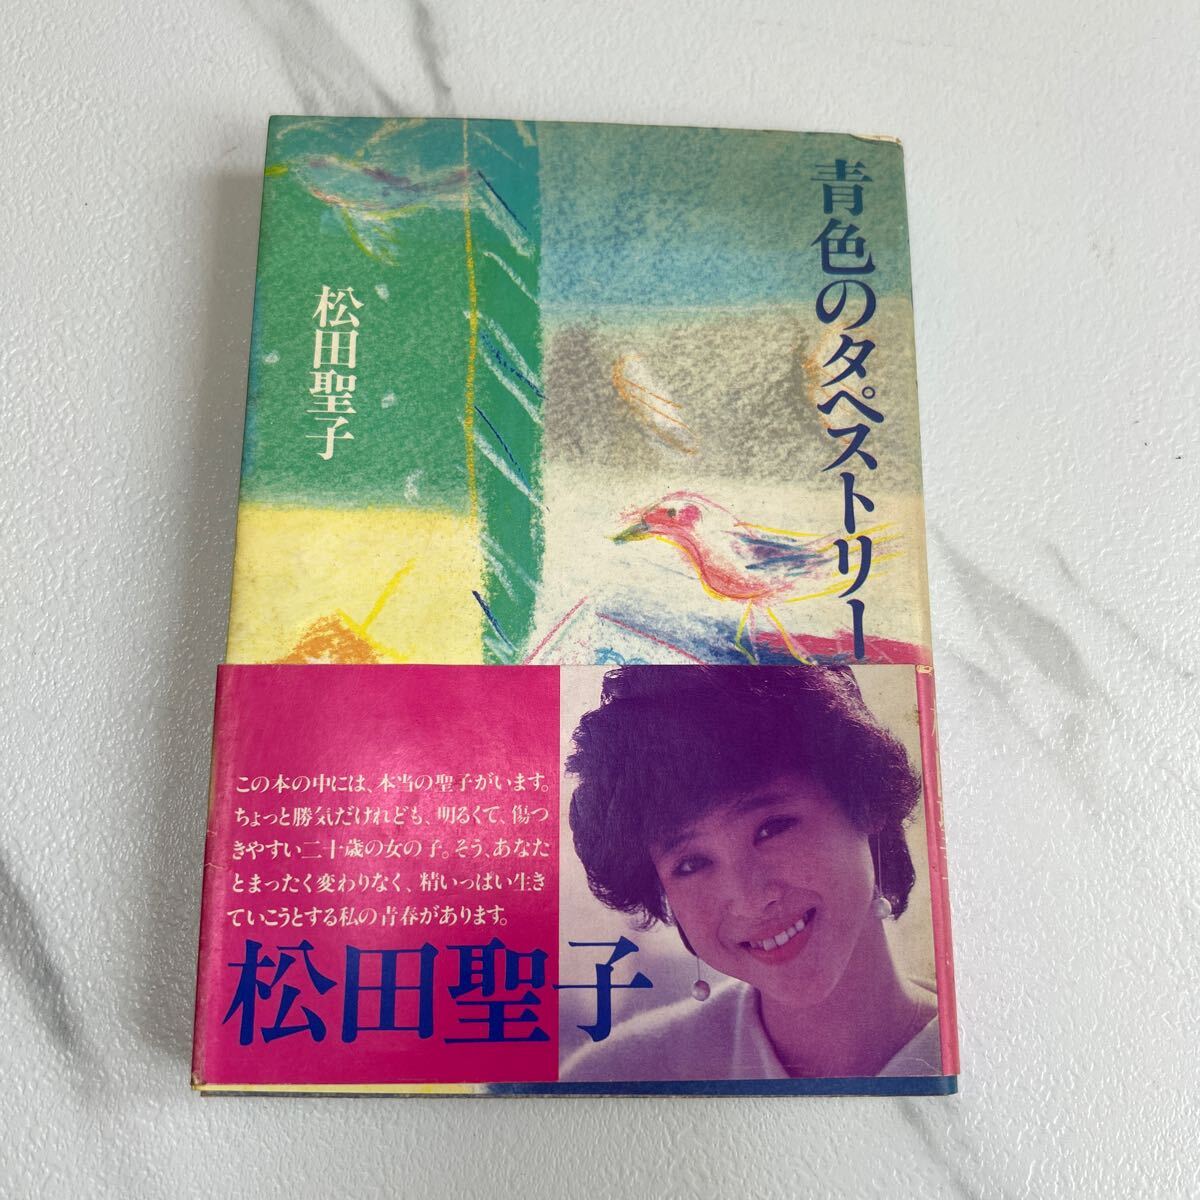 青色のタペストリー
松田聖子
この本の中には、本当の聖子がいます。
ちょっと勝気だけれども、明るくて、傷つ
きやすい二十歳の女の子。そう、あなた
とまったく変わりなく、精いっぱい生き
ていこうとする私の青春があります。
松田聖子